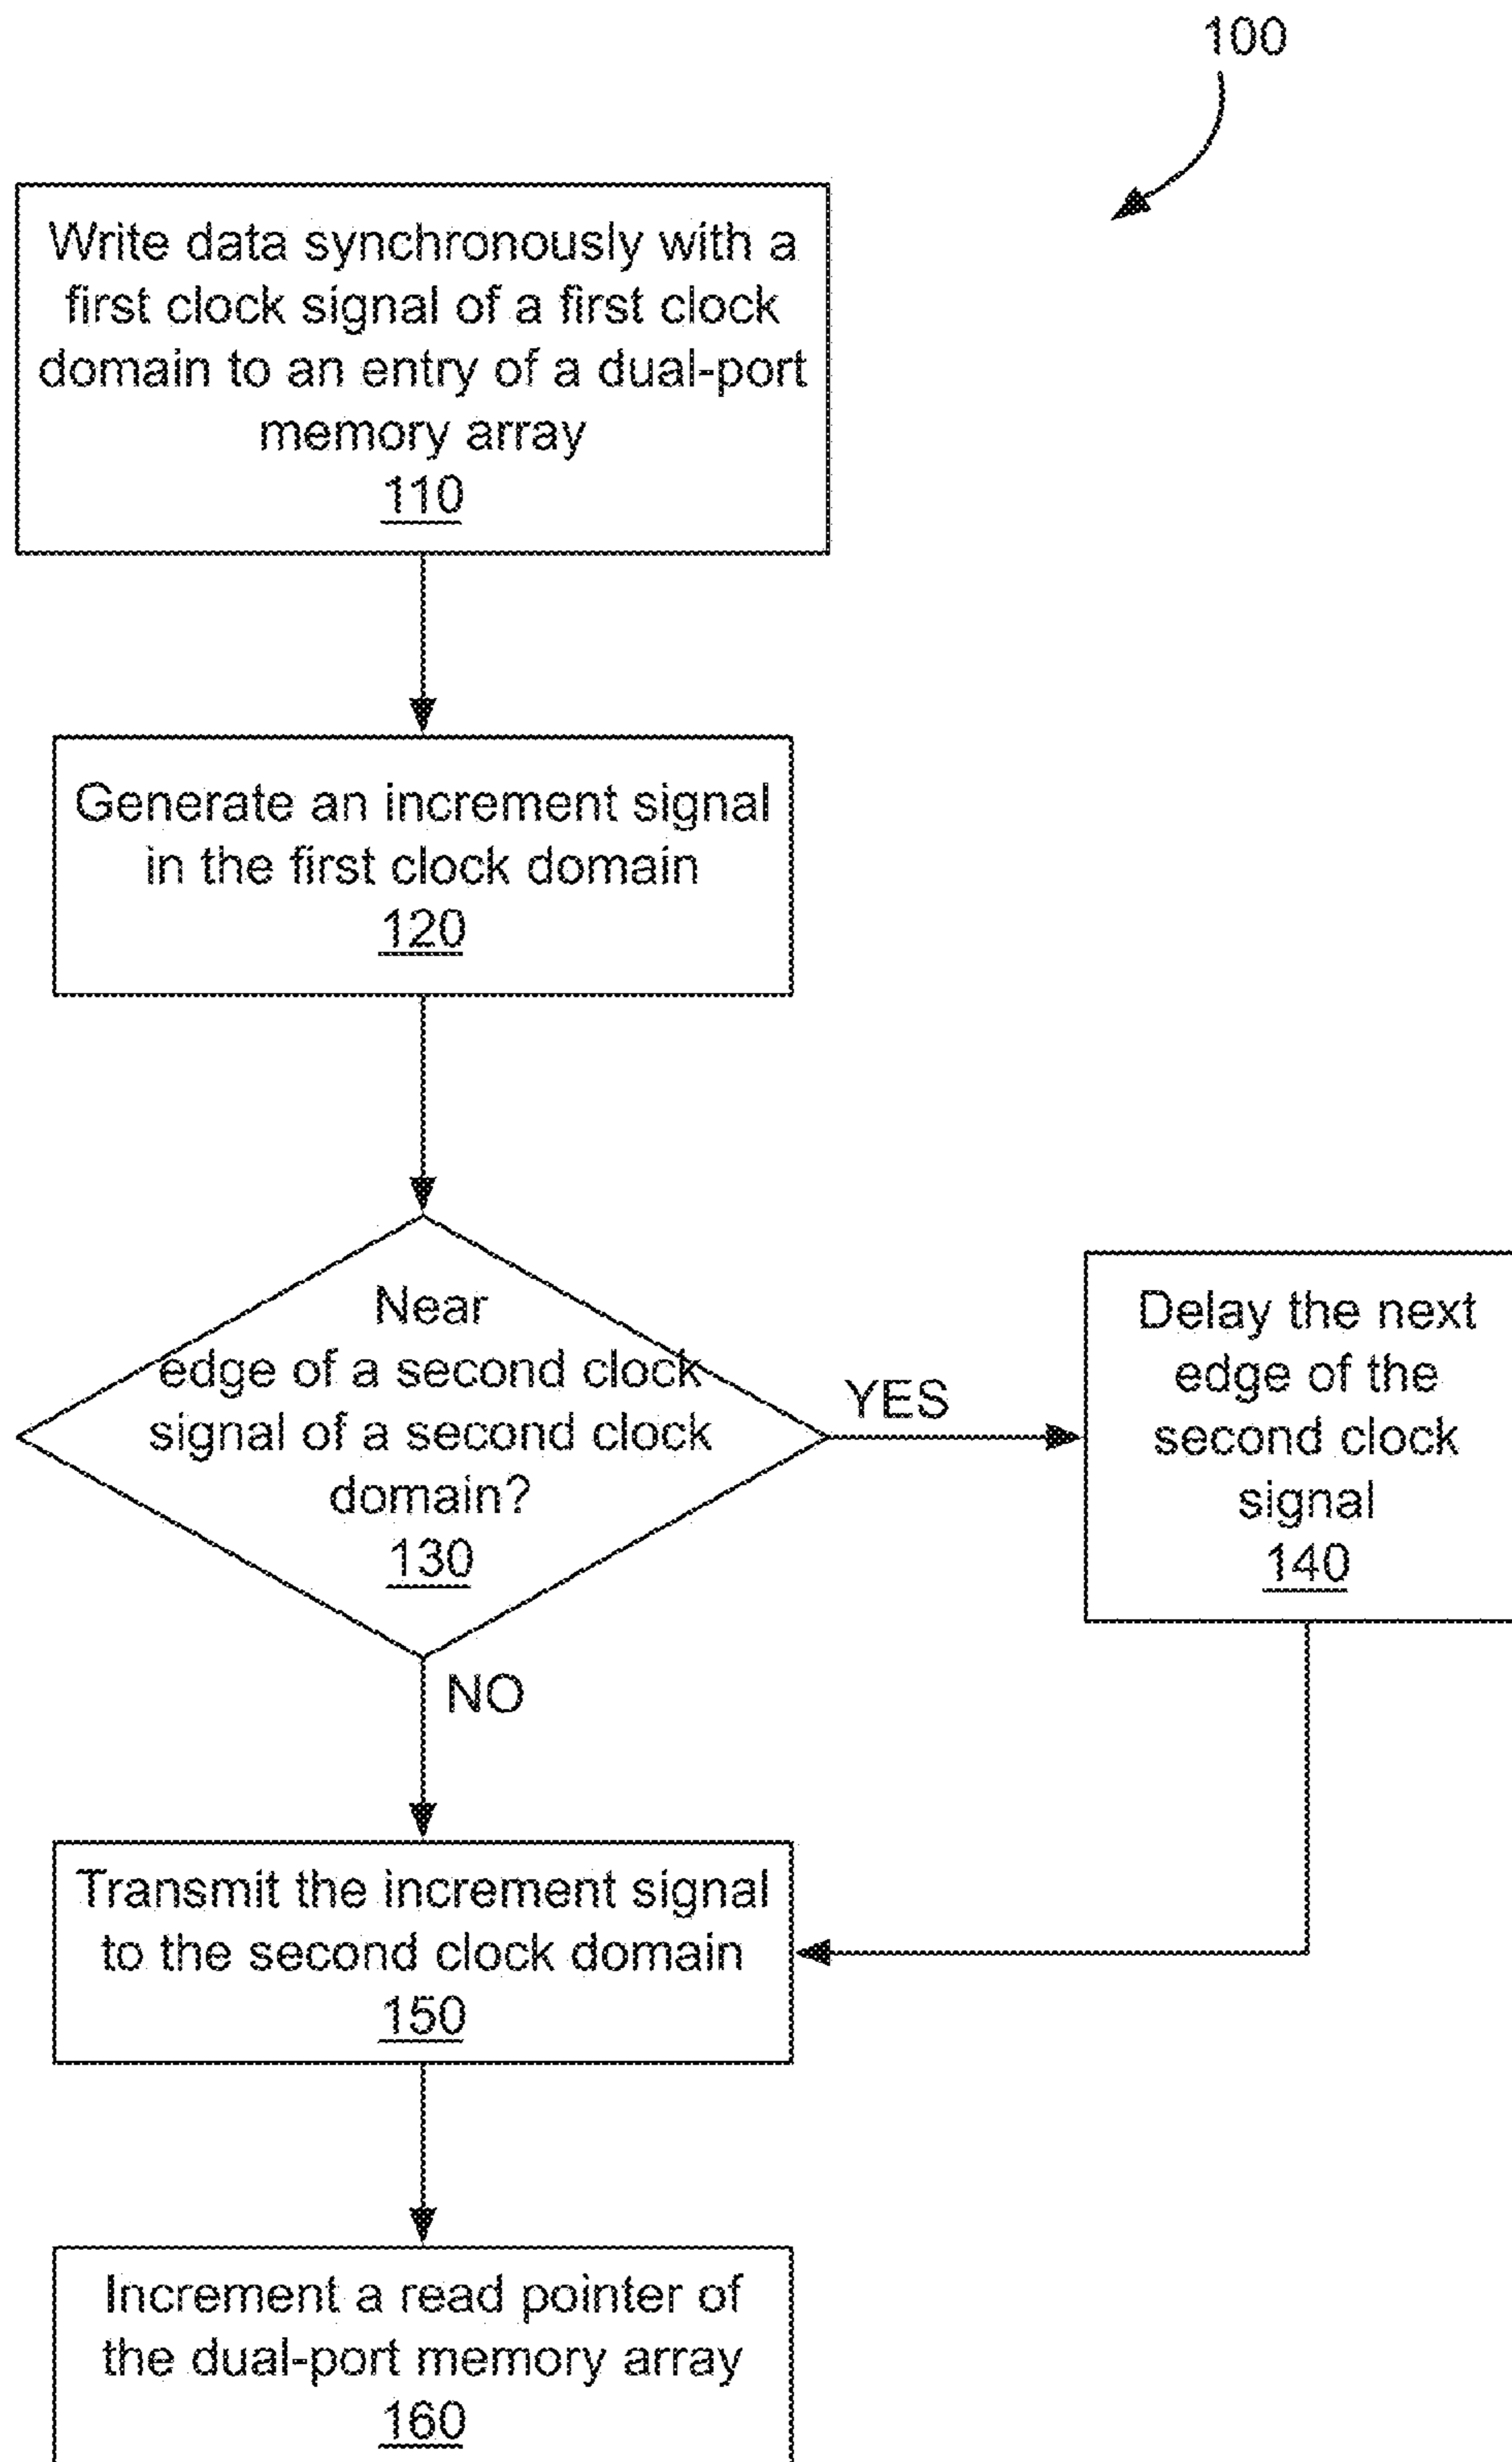 100
Write data synchronously with a
first clock signal of a first clock
domain to an entry of a dual-port
memory array
110
Generate an increment signal
in the first clock domain
120
Near
edge of a second clock
signal of a second clock
domain?
130
YES
Delay the next
edge of the
second clock
signal
140
NO
Transmit the increment signal
to the second clock domain
150
Increment a read pointer of
the dual-port memory array
160